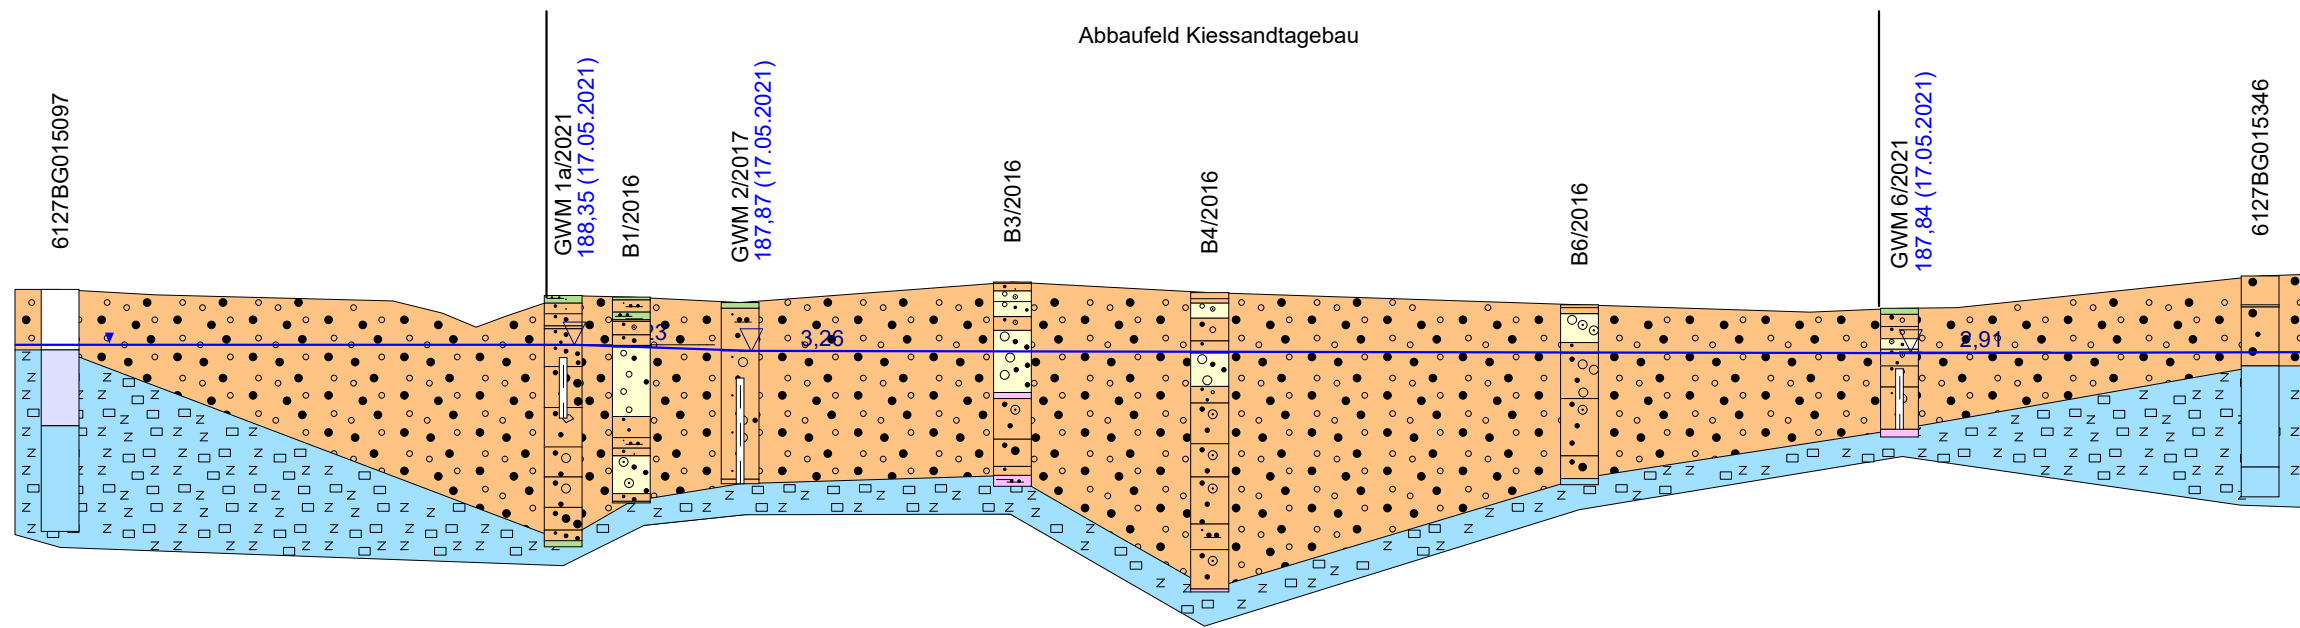 Abbaufeld Kiessandtagebau
6127BG015097
GWM 1a/2021
188,35 (17.05.2021)
B1/2016
GWM 2/2017
187,87 (17.05.2021)
B3/2016
B4/2016
B6/2016
GWM 6/2021
187,84 (17.05.2021)
6127BG015346
3,26
2,91